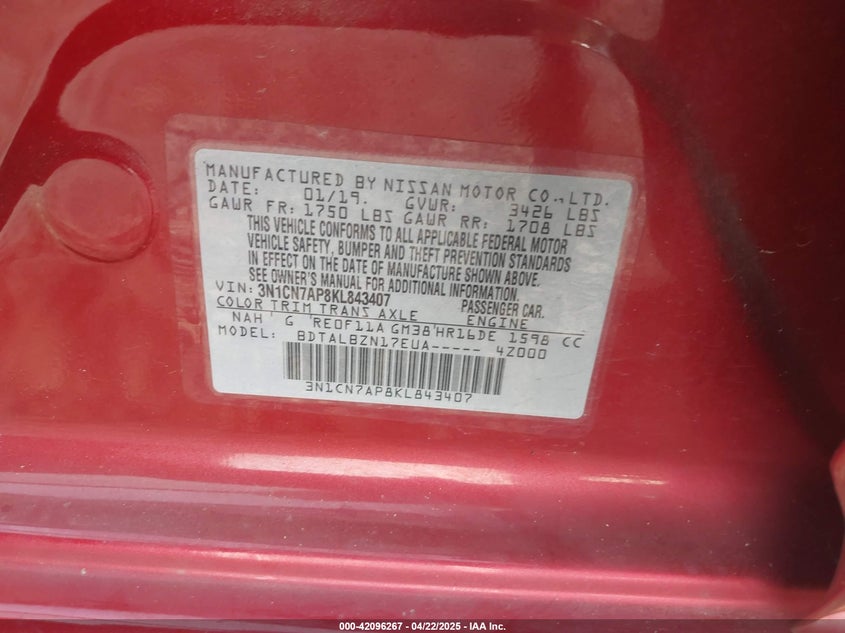 MANUFACTURED BY NISSAN MOTOR CO., LTD.
DATE: 01/19. GVWR: 3426 LBS
GAWR FR: 1750 LBS GAWR RR: 1708 LBS
THIS VEHICLE CONFORMS TO ALL APPLICABLE FEDERAL MOTOR
VEHICLE SAFETY, BUMPER AND THEFT PREVENTION STANDARDS
IN EFFECT ON THE DATE OF MANUFACTURE SHOWN ABOVE.
SEE OWNER'S MANUAL FOR ADDITIONAL INFORMATION.
VIN: 3N1CN7AP8KL843407 PASSENGER CAR.
COLOR TRIM TRANS AXLE ENGINE
NAH ' G 'RE0F11A GM38'HR16DE 1598 CC
MODEL: BDTALBZN17EUA----- 4Z000
3N1CN7AP8KL843407
000-42096267 - 04/22/2025 - IAA Inc.